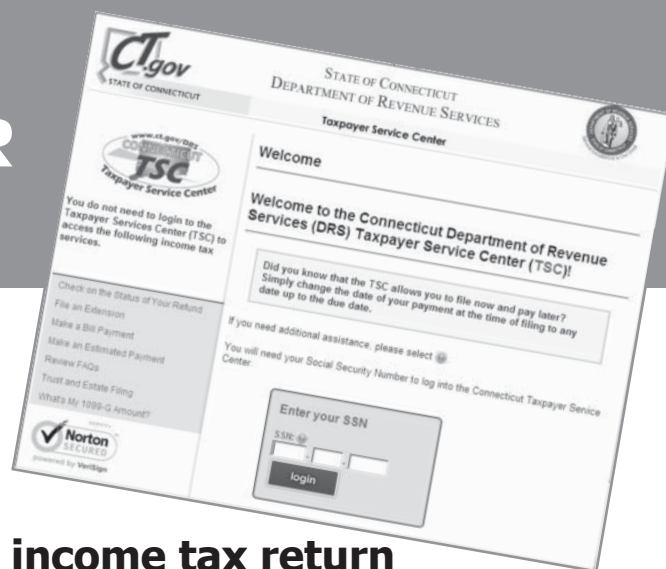 R
CT.gov
STATE OF CONNECTICUT
STATE OF CONNECTICUT
DEPARTMENT OF REVENUE SERVICES
Taxpayer Service Center
www.ct.gov/DRS
CONNECTICUT
TSC
Taxpayer Service Center
You do not need to login to the
Taxpayer Services Center (TSC) to
access the following income tax
services.
Check on the Status of Your Refund
File an Extension
Make a Bill Payment
Make an Estimated Payment
Review FAQs
Trust and Estate Filing
What's My 1099-G Amount?
Norton
SECURED
powered by VeriSign
Welcome
Welcome to the Connecticut Department of Revenue
Services (DRS) Taxpayer Service Center (TSC)!
Did you know that the TSC allows you to file now and pay later?
Simply change the date of your payment at the time of filing to any
date up to the due date.
If you need additional assistance, please select
You will need your Social Security Number to log into the Connecticut Taxpayer Service
Center.
Enter your SSN
SSN:
login
income tax return